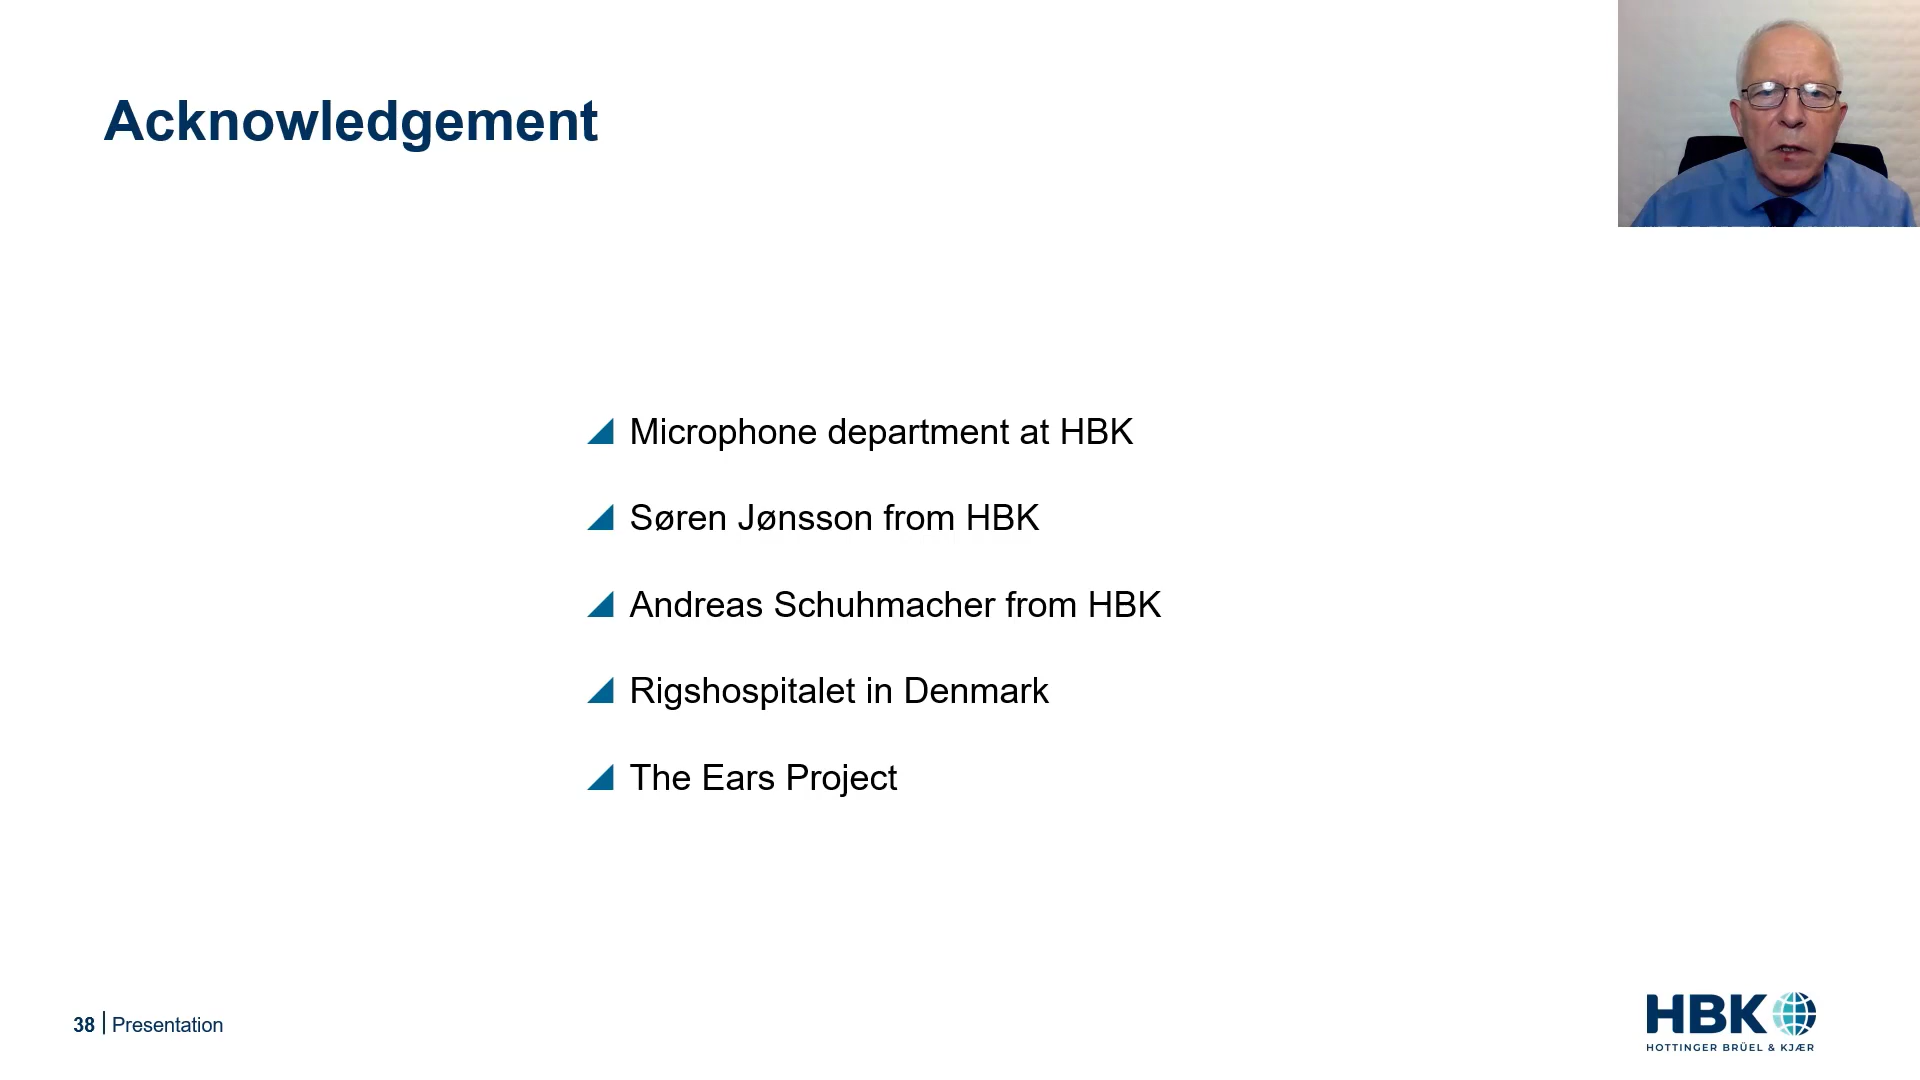 Acknowledgement
Microphone department at HBK
Søren Jønsson from HBK
Andreas Schuhmacher from HBK
Rigshospitalet in Denmark
The Ears Project
38 Presentation
HBK
HOTTINGER BRÜEL & KJÆR